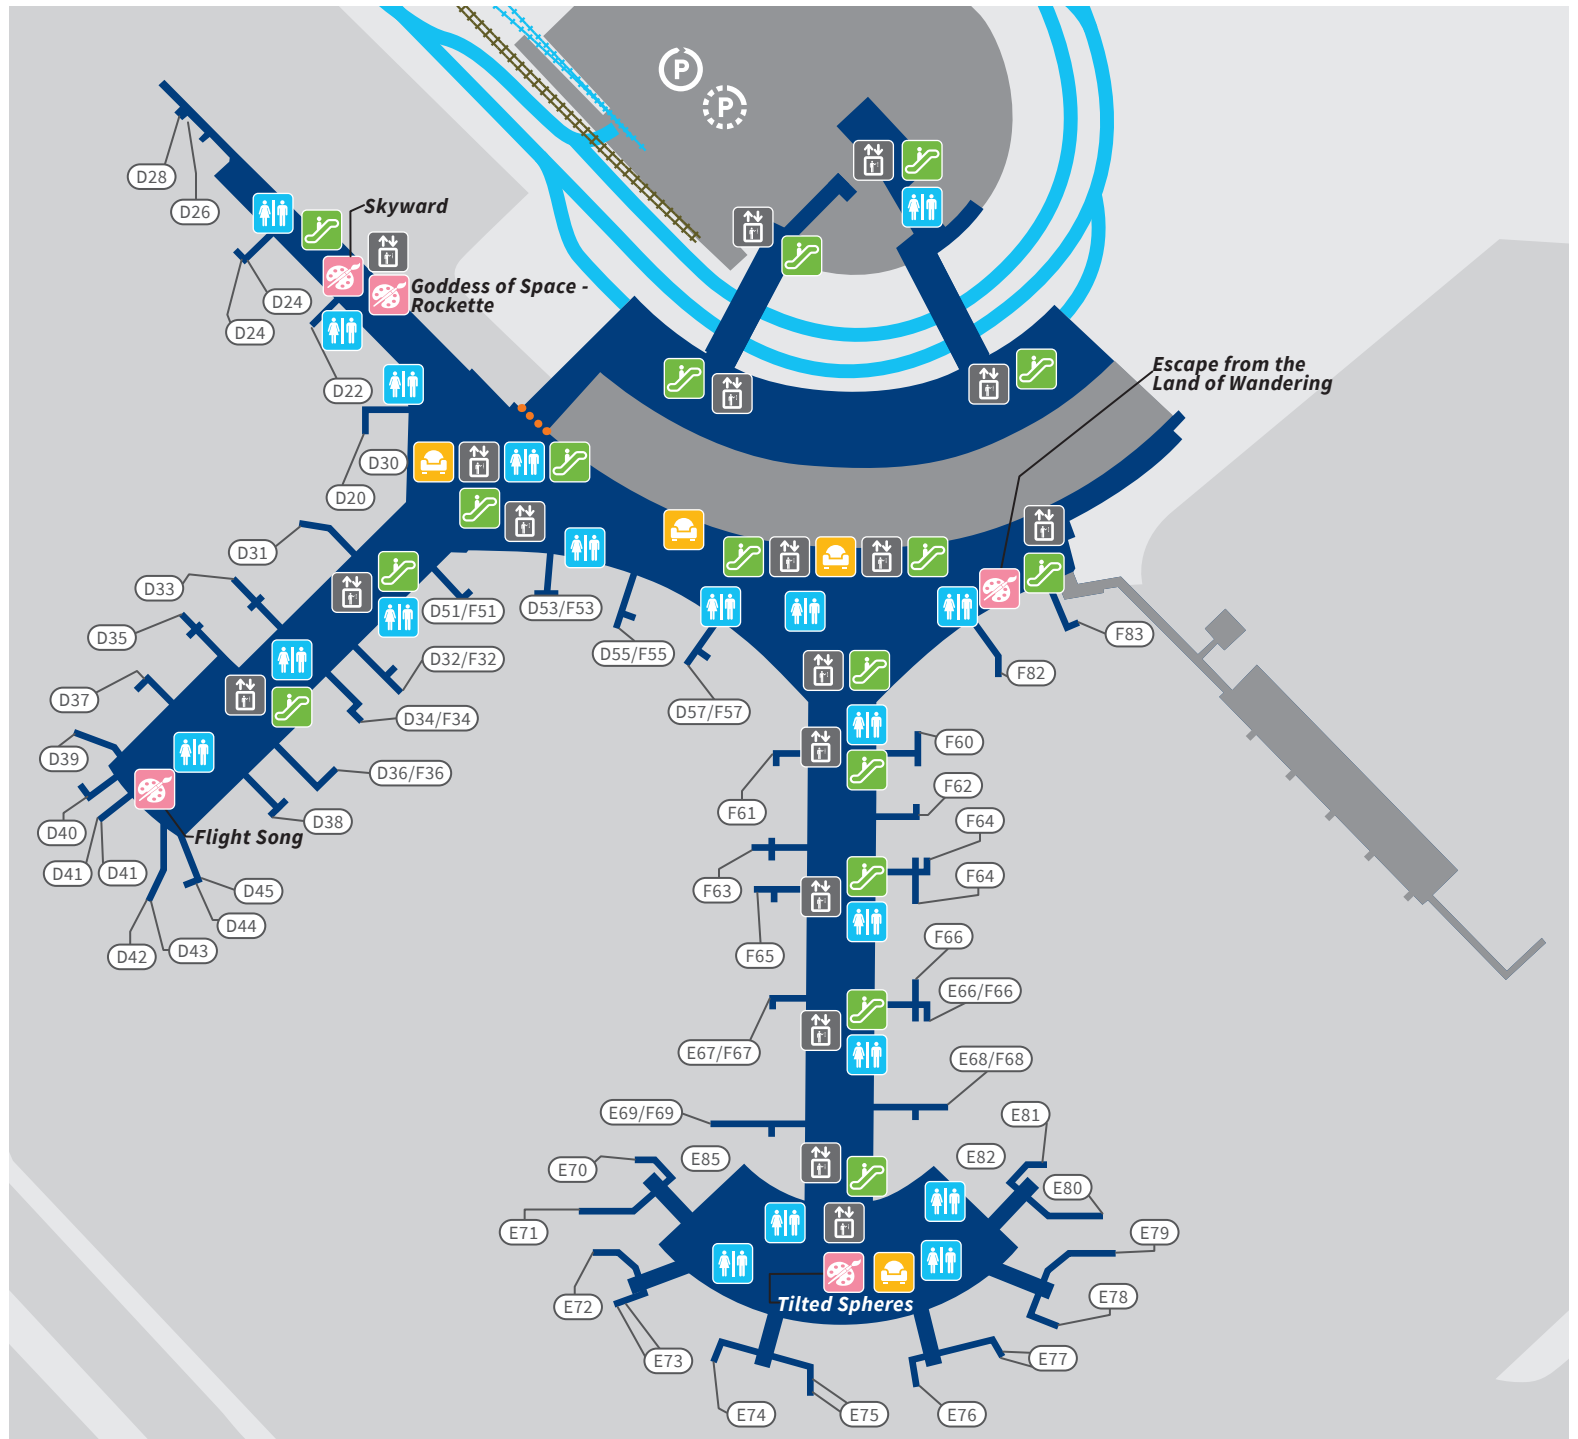 P
P
D28
D26
Skyward
Goddess of Space -
Rockette
D24
D24
D22
Escape from the
Land of Wandering
D30
D20
D31
D33
D51/F51
D53/F53
D35
D55/F55
F83
D32/F32
F82
D37
D57/F57
D34/F34
F60
D39
D36/F36
F62
F61
D38
F64
D40
Flight Song
D41
D41
F64
F63
D45
D44
F66
D42
D43
F65
E66/F66
E67/F67
E68/F68
E69/F69
E81
E85
E82
E70
E80
E71
E79
E78
E72
Tilted Spheres
E73
E77
E74
E75
E76